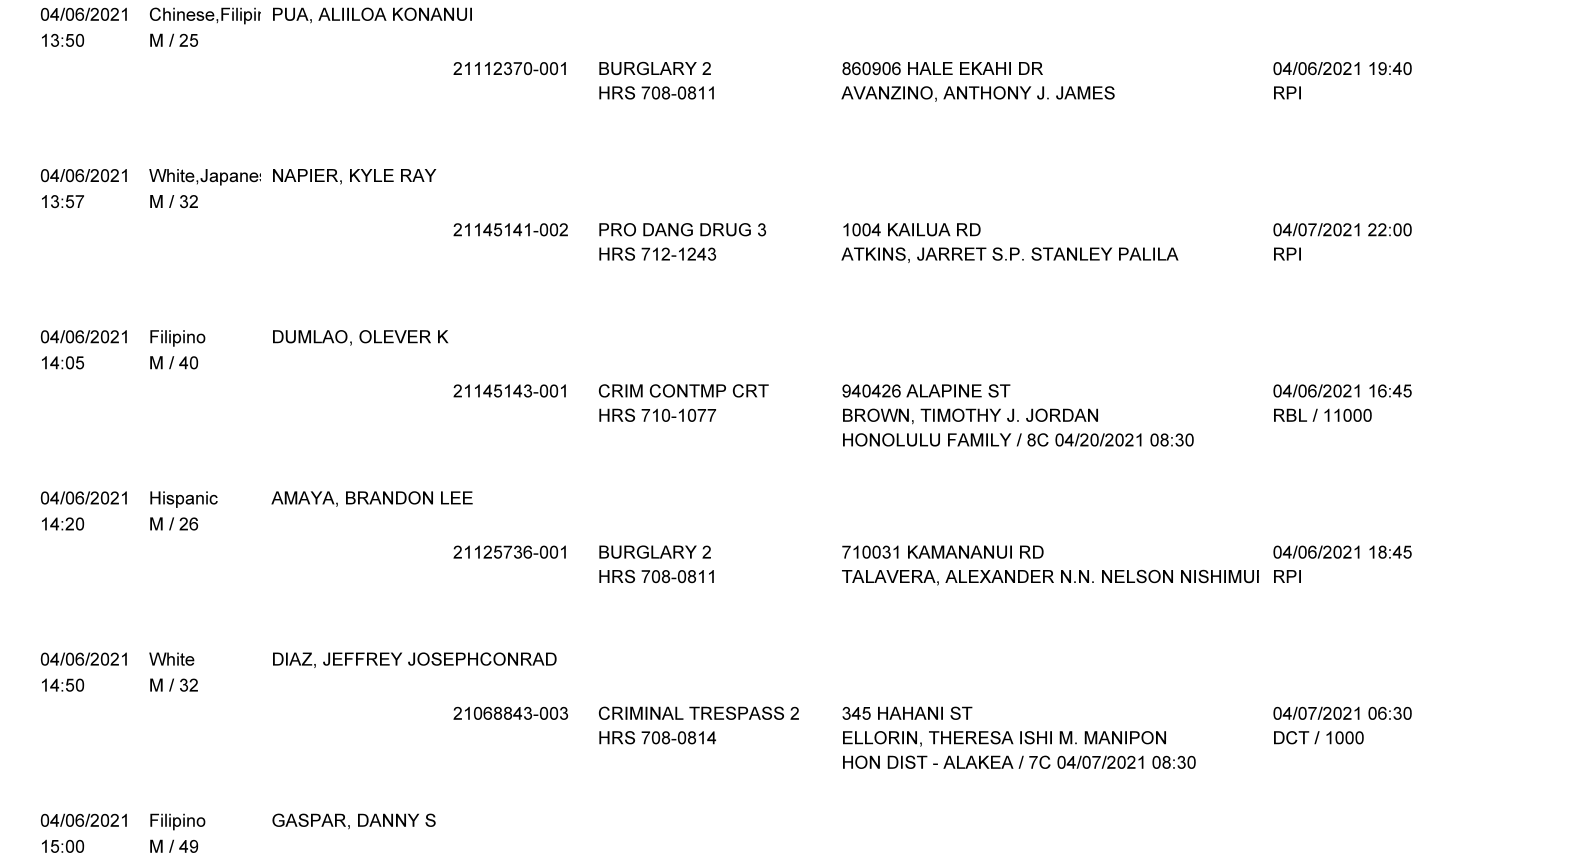 04/06/2021 Chinese,Filipin PUA, ALIILOA KONANUI
13:50 M / 25
21112370-001 BURGLARY 2 860906 HALE EKAHI DR 04/06/2021 19:40
HRS 708-0811 AVANZINO, ANTHONY J. JAMES RPI
04/06/2021 White,Japanes NAPIER, KYLE RAY
13:57 M / 32
21145141-002 PRO DANG DRUG 3 1004 KAILUA RD 04/07/2021 22:00
HRS 712-1243 ATKINS, JARRET S.P. STANLEY PALILA RPI
04/06/2021 Filipino DUMLAO, OLEVER K
14:05 M / 40
21145143-001 CRIM CONTMP CRT 940426 ALAPINE ST 04/06/2021 16:45
HRS 710-1077 BROWN, TIMOTHY J. JORDAN RBL / 11000
HONOLULU FAMILY / 8C 04/20/2021 08:30
04/06/2021 Hispanic AMAYA, BRANDON LEE
14:20 M / 26
21125736-001 BURGLARY 2 710031 KAMANANUI RD 04/06/2021 18:45
HRS 708-0811 TALAVERA, ALEXANDER N.N. NELSON NISHIMUI RPI
04/06/2021 White DIAZ, JEFFREY JOSEPHCONRAD
14:50 M / 32
21068843-003 CRIMINAL TRESPASS 2 345 HAHANI ST 04/07/2021 06:30
HRS 708-0814 ELLORIN, THERESA ISHI M. MANIPON DCT / 1000
HON DIST - ALAKEA / 7C 04/07/2021 08:30
04/06/2021 Filipino GASPAR, DANNY S
15:00 M / 49